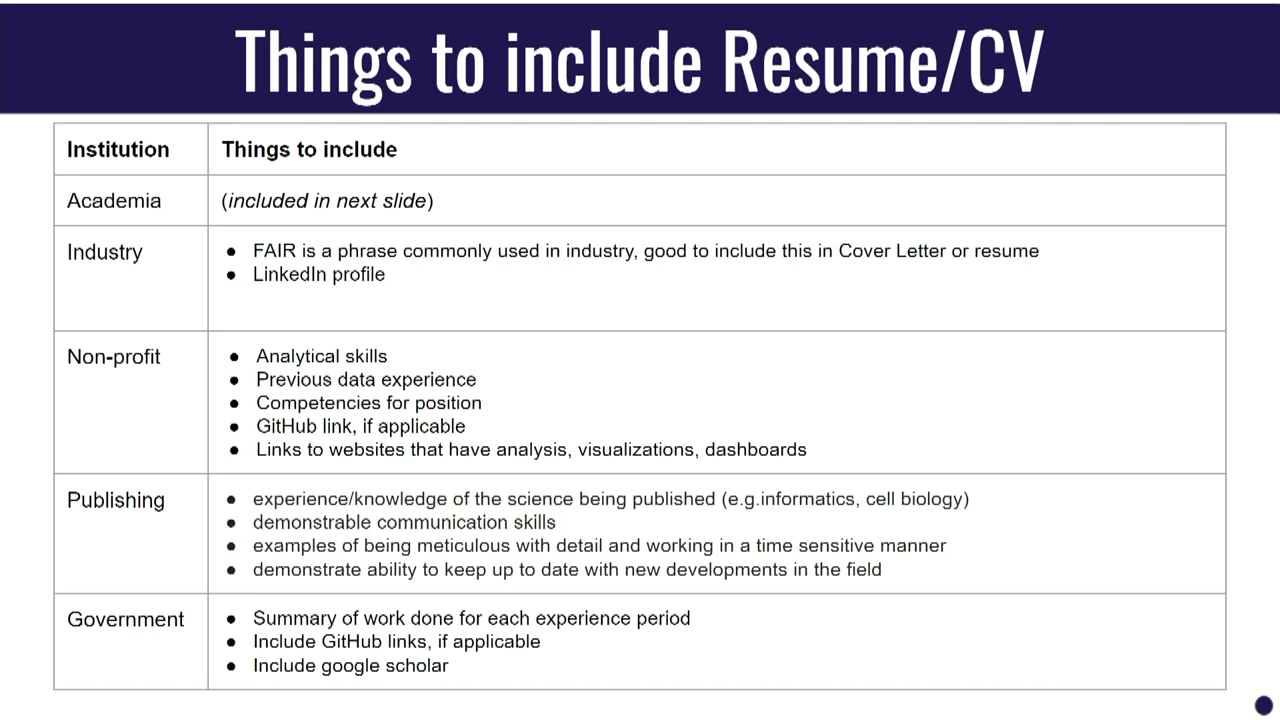 Things to include Resume/CV
Institution
Things to include
Academia
(included in next slide)
Industry
● FAIR is a phrase commonly used in industry, good to include this in Cover Letter or resume
● LinkedIn profile
Non-profit
● Analytical skills
● Previous data experience
● Competencies for position
● GitHub link, if applicable
● Links to websites that have analysis, visualizations, dashboards
Publishing
● experience/knowledge of the science being published (e.g.informatics, cell biology)
● demonstrable communication skills
● examples of being meticulous with detail and working in a time sensitive manner
● demonstrate ability to keep up to date with new developments in the field
Government
● Summary of work done for each experience period
● Include GitHub links, if applicable
● Include google scholar